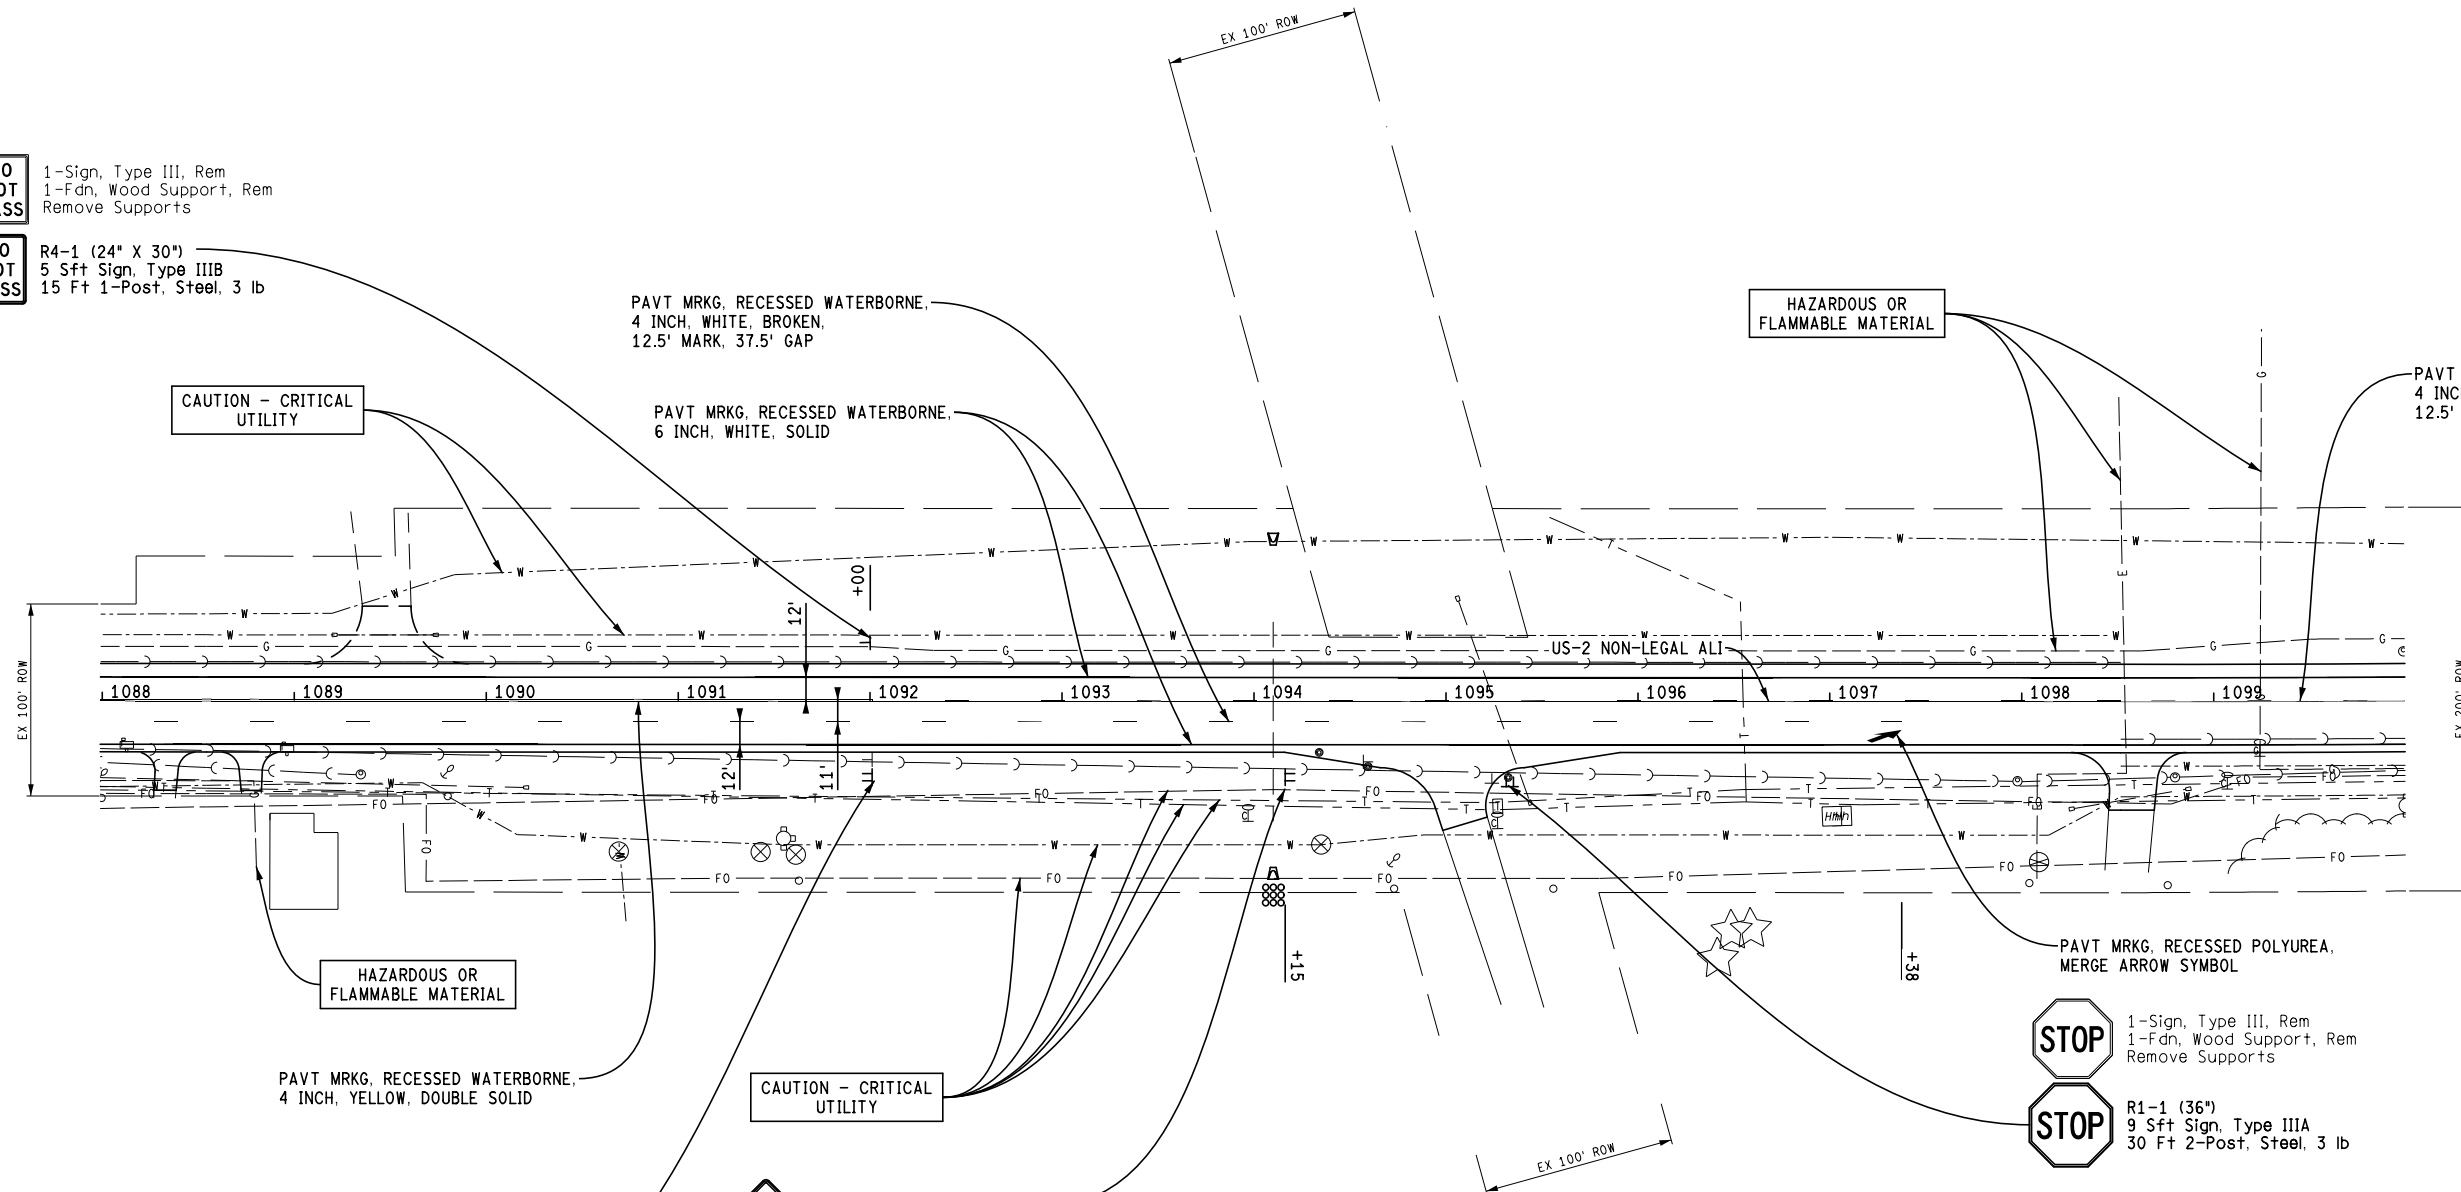 EX 100' ROW
O
OT
ASS
1-Sign, Type III, Rem
1-Fdn, Wood Support, Rem
Remove Supports
O
OT
SS
R4-1 (24" X 30")
5 Sft Sign, Type IIIB
15 Ft 1-Post, Steel, 3 lb
PAVT MRKG, RECESSED WATERBORNE,
4 INCH, WHITE, BROKEN,
12.5' MARK, 37.5' GAP
HAZARDOUS OR
FLAMMABLE MATERIAL
PAVT
4 INC
12.5'
CAUTION - CRITICAL
UTILITY
PAVT MRKG, RECESSED WATERBORNE,
6 INCH, WHITE, SOLID
+00
12'
US-2 NON-LEGAL ALI
EX 100' ROW
EX 200' ROW
1088 1089 1090 1091 1092 1093 1094 1095 1096 1097 1098 1099
12'
11'
+15
+38
HAZARDOUS OR
FLAMMABLE MATERIAL
PAVT MRKG, RECESSED POLYUREA,
MERGE ARROW SYMBOL
STOP
1-Sign, Type III, Rem
1-Fdn, Wood Support, Rem
Remove Supports
PAVT MRKG, RECESSED WATERBORNE,
4 INCH, YELLOW, DOUBLE SOLID
CAUTION - CRITICAL
UTILITY
STOP
R1-1 (36")
9 Sft Sign, Type IIIA
30 Ft 2-Post, Steel, 3 lb
EX 100' ROW